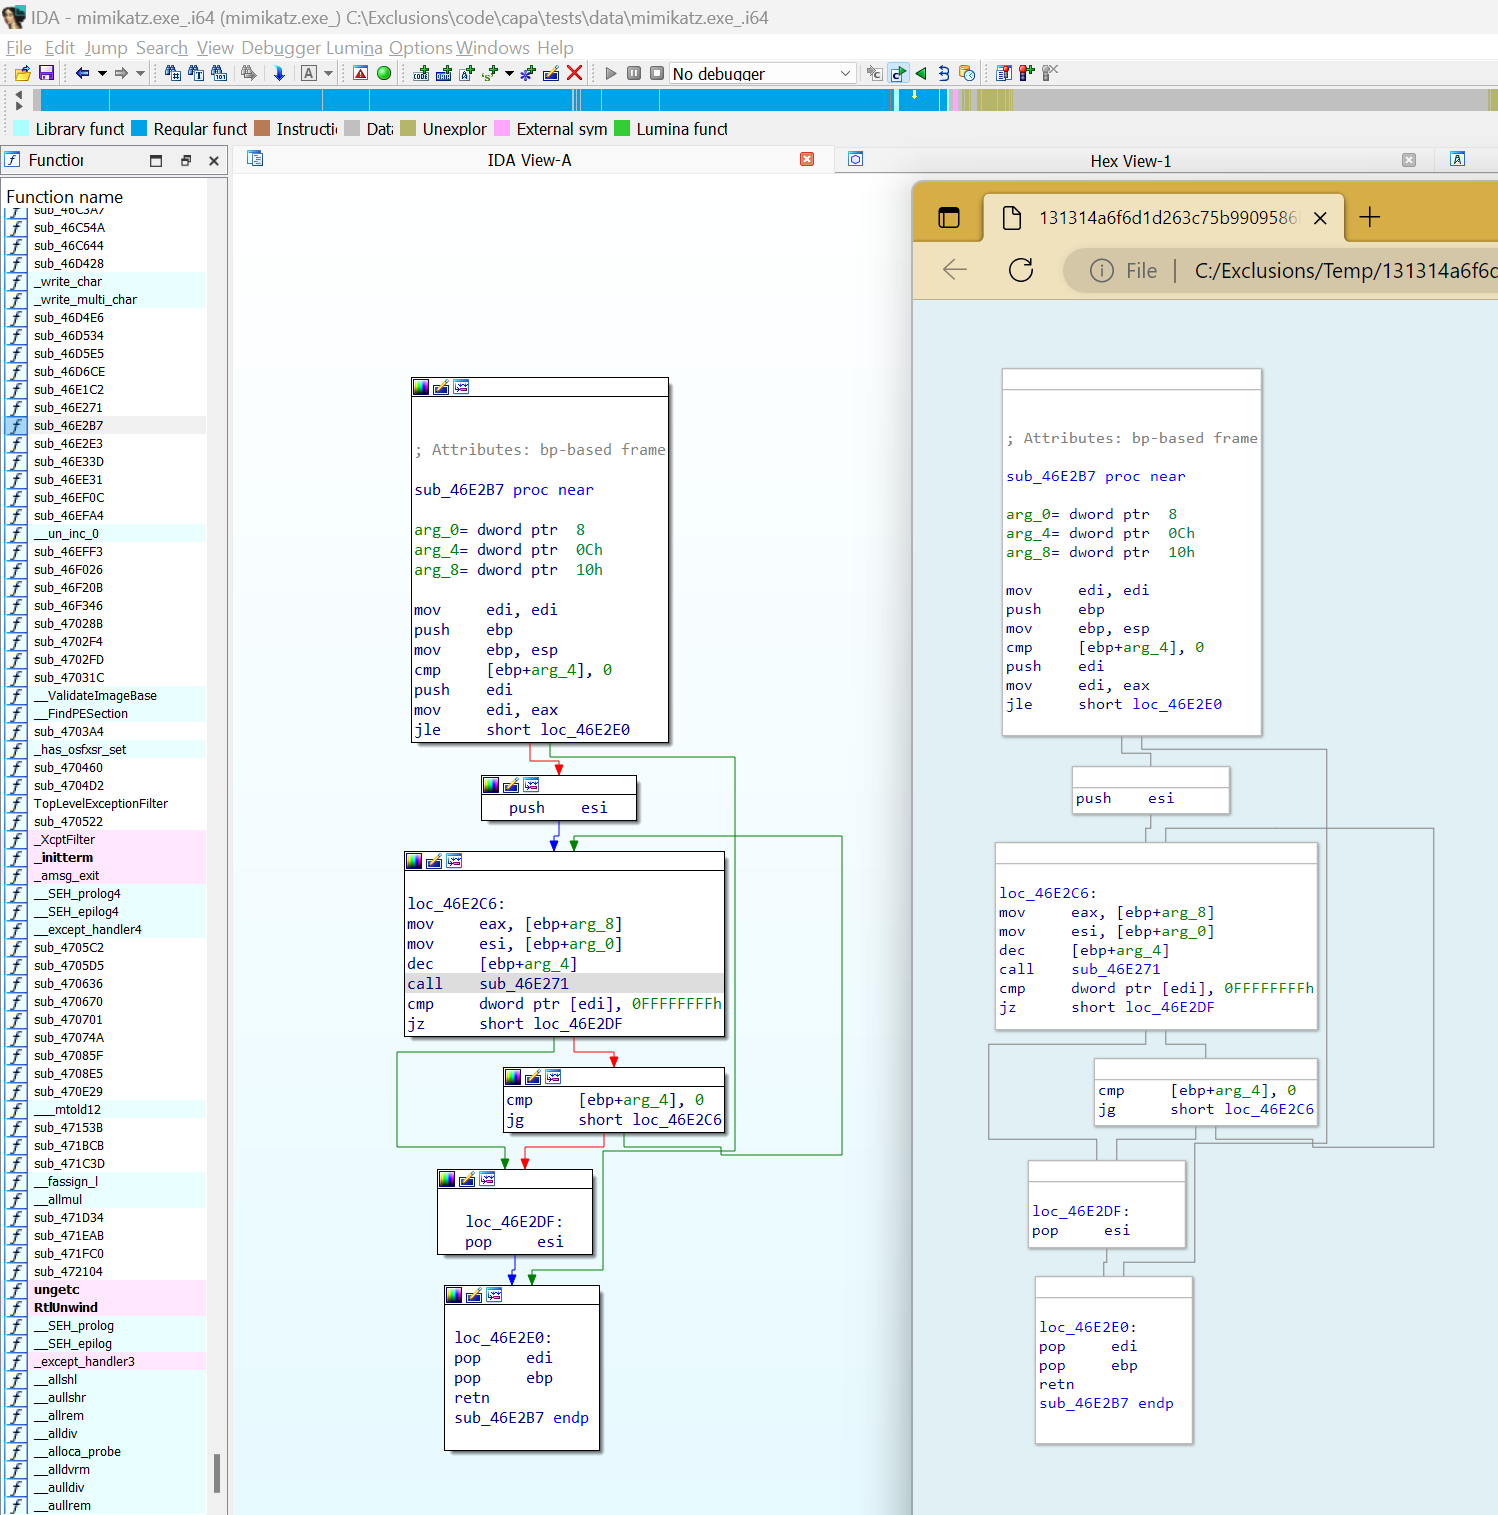 IDA - mimikatz.exe_.i64 (mimikatz.exe_) C:\Exclusions\code\capa\tests\data\mimikatz.exe_.i64
File Edit Jump Search View Debugger Lumina Options Windows Help
No debugger
Library funct Regular funct Instructi Data Unexplor External sym Lumina funct
Function
IDA View-A
Hex View-1
Function name
sub_46C3A7
sub_46C54A
sub_46C644
sub_46D428
_write_char
_write_multi_char
sub_46D4E6
sub_46D534
sub_46D5E5
sub_46D6CE
sub_46E1C2
sub_46E271
sub_46E2B7
sub_46E2E3
sub_46E33D
sub_46EE31
sub_46EF0C
sub_46EFA4
__un_inc_0
sub_46EFF3
sub_46F026
sub_46F20B
sub_46F346
sub_47028B
sub_4702F4
sub_4702FD
sub_47031C
__ValidateImageBase
__FindPESection
sub_4703A4
_has_osfxsr_set
sub_470460
sub_4704D2
TopLevelExceptionFilter
sub_470522
_XcptFilter
_initterm
_amsg_exit
__SEH_prolog4
__SEH_epilog4
__except_handler4
sub_4705C2
sub_4705D5
sub_470636
sub_470670
sub_470701
sub_47074A
sub_47085F
sub_4708E5
sub_470E29
___mtold12
sub_47153B
sub_471BCB
sub_471C3D
__fassign_l
__allmul
sub_471D34
sub_471EAB
sub_471FC0
sub_472104
ungetc
RtlUnwind
__SEH_prolog
__SEH_epilog
_except_handler3
__allshl
__aullshr
__allrem
__alldiv
__alloca_probe
__alldvrm
__aulldiv
__aullrem
; Attributes: bp-based frame
sub_46E2B7 proc near
arg_0= dword ptr 8
arg_4= dword ptr 0Ch
arg_8= dword ptr 10h
mov edi, edi
push ebp
mov ebp, esp
cmp [ebp+arg_4], 0
push edi
mov edi, eax
jle short loc_46E2E0
push esi
loc_46E2C6:
mov eax, [ebp+arg_8]
mov esi, [ebp+arg_0]
dec [ebp+arg_4]
call sub_46E271
cmp dword ptr [edi], 0FFFFFFFFh
jz short loc_46E2DF
cmp [ebp+arg_4], 0
jg short loc_46E2C6
loc_46E2DF:
pop esi
loc_46E2E0:
pop edi
pop ebp
retn
sub_46E2B7 endp
131314a6f6d1d263c75b9909586
File | C:/Exclusions/Temp/131314a6f6d
; Attributes: bp-based frame
sub_46E2B7 proc near
arg_0= dword ptr 8
arg_4= dword ptr 0Ch
arg_8= dword ptr 10h
mov edi, edi
push ebp
mov ebp, esp
cmp [ebp+arg_4], 0
push edi
mov edi, eax
jle short loc_46E2E0
push esi
loc_46E2C6:
mov eax, [ebp+arg_8]
mov esi, [ebp+arg_0]
dec [ebp+arg_4]
call sub_46E271
cmp dword ptr [edi], 0FFFFFFFFh
jz short loc_46E2DF
cmp [ebp+arg_4], 0
jg short loc_46E2C6
loc_46E2DF:
pop esi
loc_46E2E0:
pop edi
pop ebp
retn
sub_46E2B7 endp